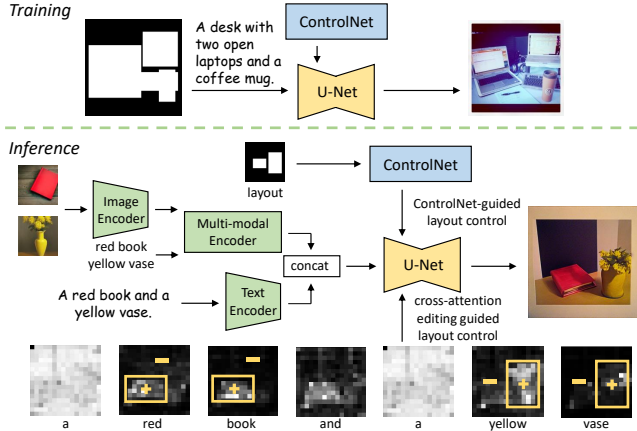 Training
A desk with
two open
laptops and a
coffee mug.
ControlNet
U-Net
Inference
layout
ControlNet
Image
Encoder
red book
yellow vase
Multi-modal
Encoder
concat
ControlNet-guided
layout control
U-Net
A red book and a
yellow vase.
Text
Encoder
cross-attention
editing guided
layout control
a
red
book
and
a
yellow
vase